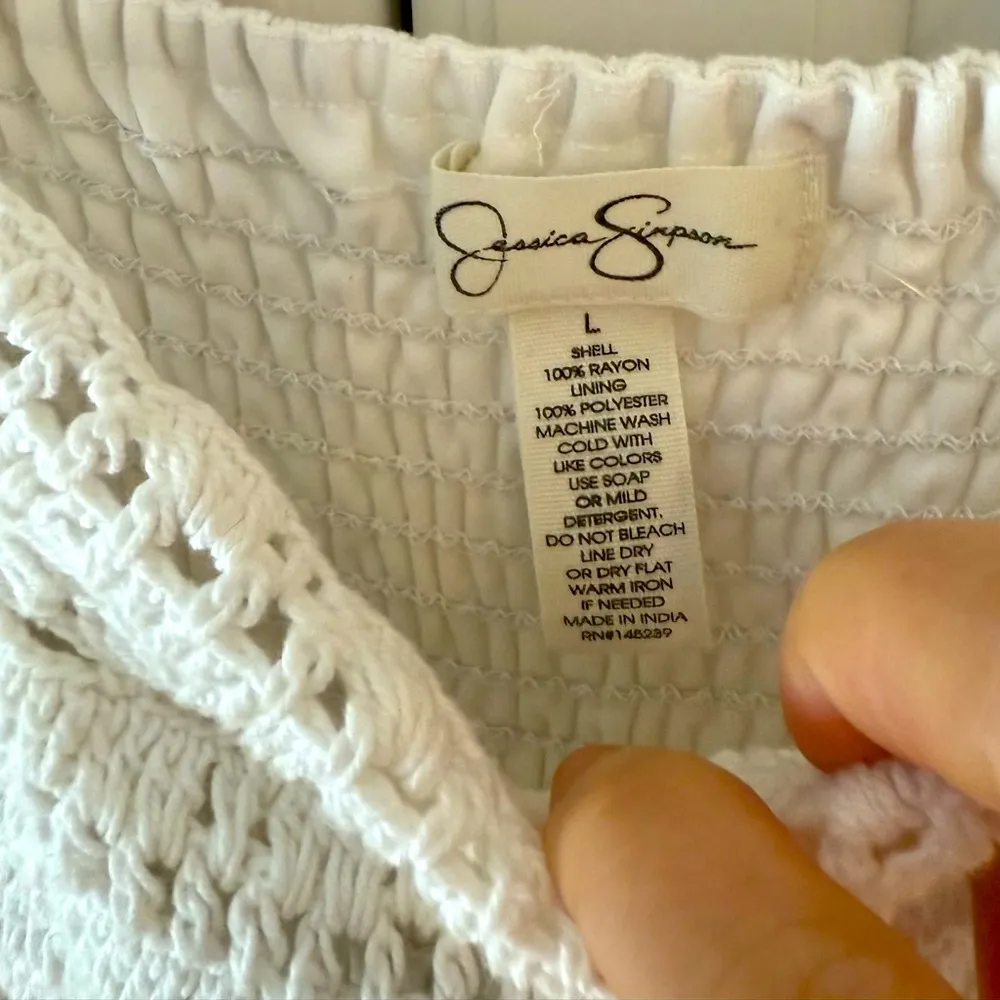 Jessica Simpson
L
SHELL
100% RAYON
LINING
100% POLYESTER
MACHINE WASH
COLD WITH
LIKE COLORS
USE SOAP
OR MILD
DETERGENT.
DO NOT BLEACH
LINE DRY
OR DRY FLAT
WARM IRON
IF NEEDED
MADE IN INDIA
RN#145239